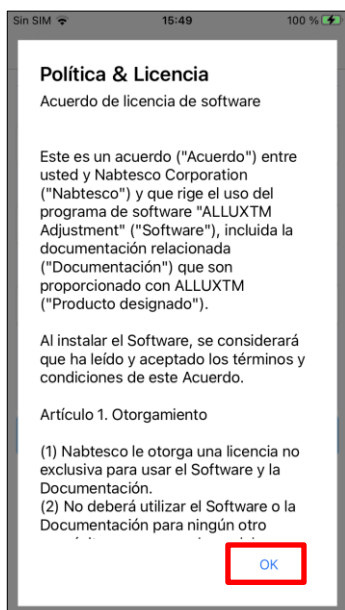 Sin SIM 15:49 100 %
Política & Licencia
Acuerdo de licencia de software
Este es un acuerdo ("Acuerdo") entre
usted y Nabtesco Corporation
("Nabtesco") y que rige el uso del
programa de software "ALLUXTM
Adjustment" ("Software"), incluida la
documentación relacionada
("Documentación") que son
proporcionado con ALLUXTM
("Producto designado").
Al instalar el Software, se considerará
que ha leído y aceptado los términos y
condiciones de este Acuerdo.
Artículo 1. Otorgamiento
(1) Nabtesco le otorga una licencia no
exclusiva para usar el Software y la
Documentación.
(2) No deberá utilizar el Software o la
Documentación para ningún otro
OK